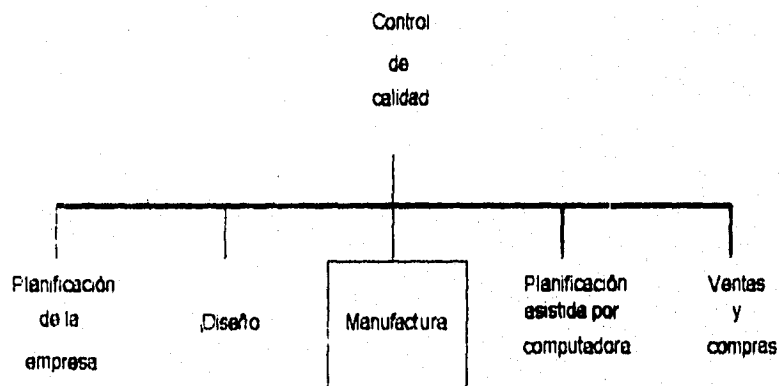 Control
de
calidad
Planificación
de la
empresa
,Diseño
Manufactura
Planificación
asistida por
computadora
Ventas
y
compras